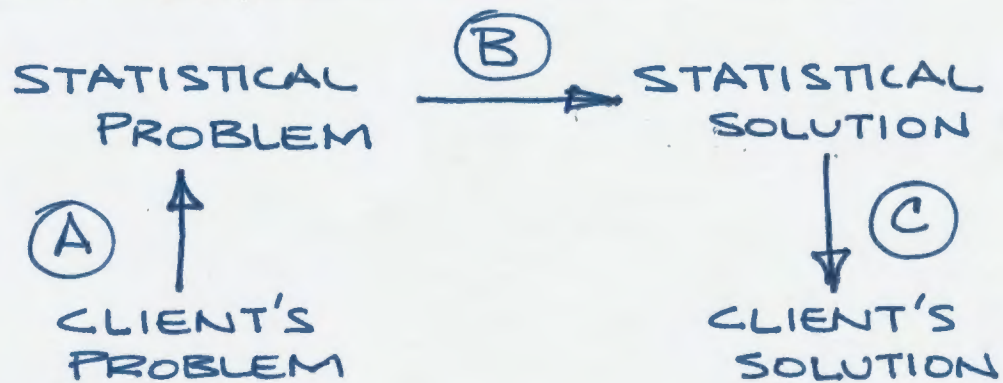 B
STATISTICAL
PROBLEM
STATISTICAL
SOLUTION
A
C
CLIENT'S
PROBLEM
CLIENT'S
SOLUTION